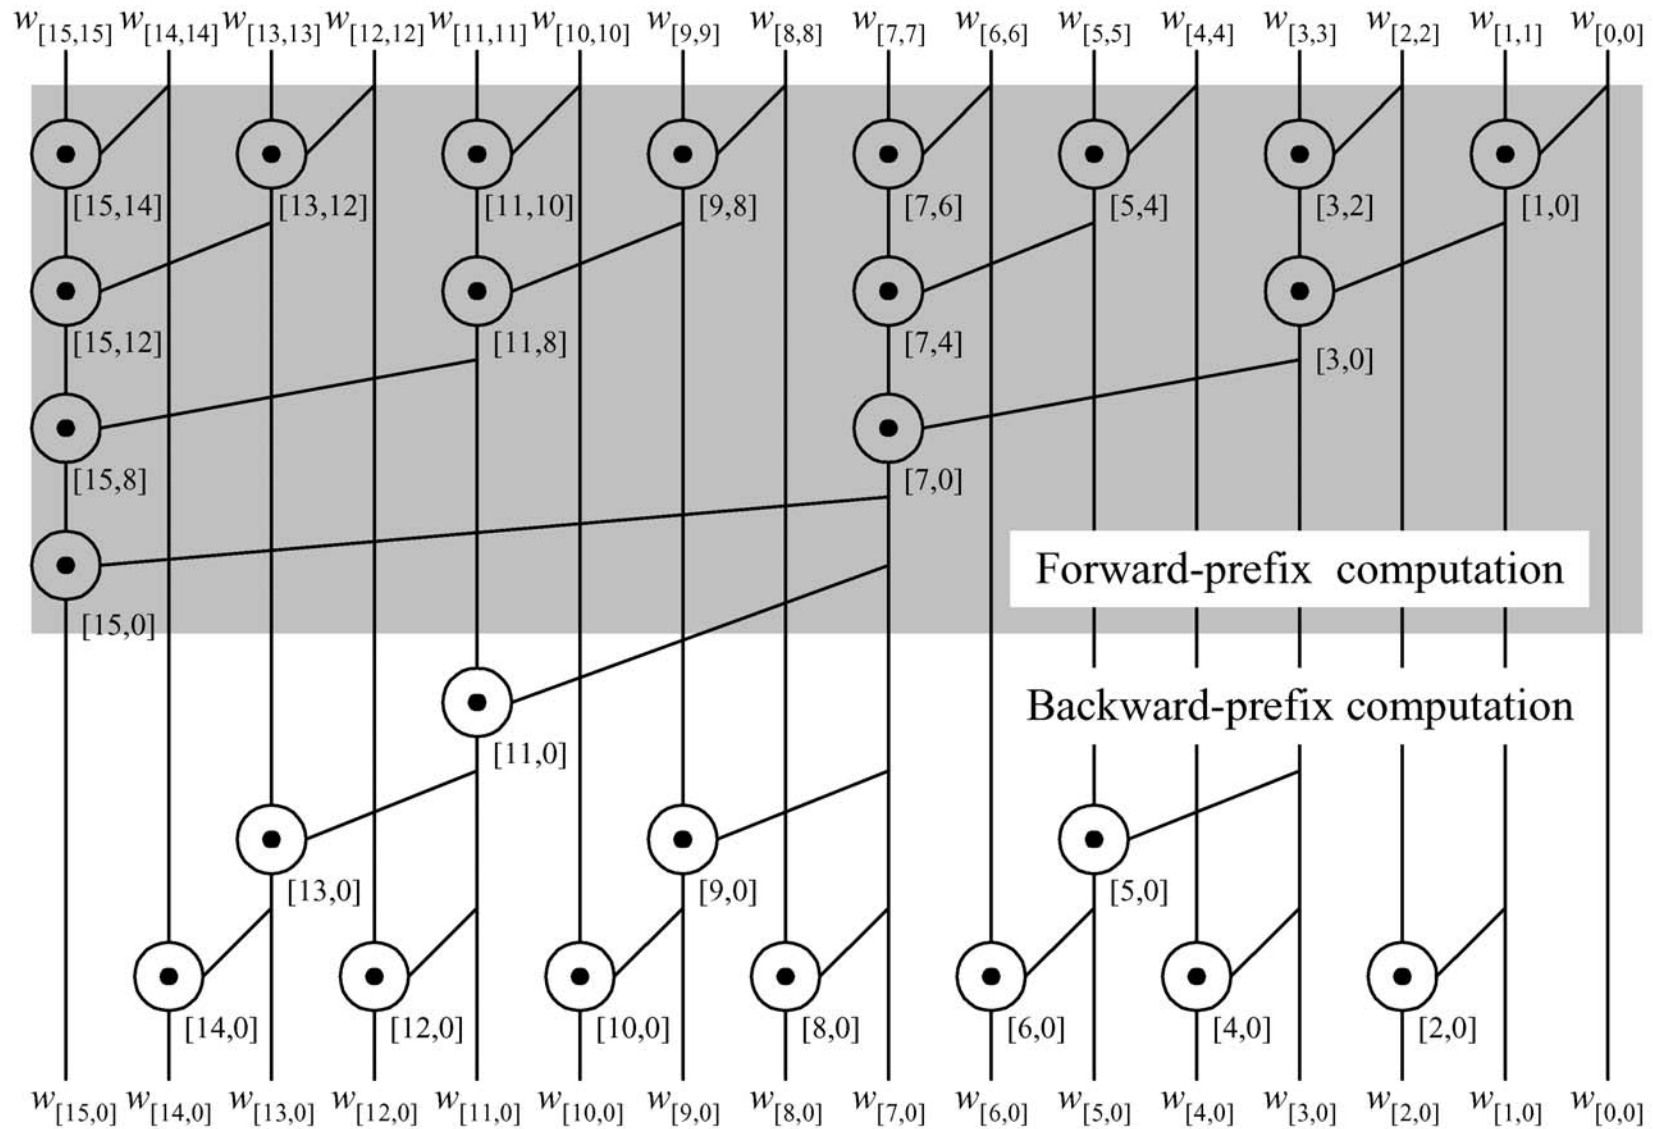 w[15,15] w[14,14] w[13,13] w[12,12] w[11,11] w[10,10] w[9,9] w[8,8] w[7,7] w[6,6] w[5,5] w[4,4] w[3,3] w[2,2] w[1,1] w[0,0]
[15,14] [13,12] [11,10] [9,8] [7,6] [5,4] [3,2] [1,0]
[15,12] [11,8] [7,4] [3,0]
[15,8] [7,0]
Forward-prefix computation
[15,0]
Backward-prefix computation
[11,0]
[13,0] [9,0] [5,0]
[14,0] [12,0] [10,0] [8,0] [6,0] [4,0] [2,0]
w[15,0] w[14,0] w[13,0] w[12,0] w[11,0] w[10,0] w[9,0] w[8,0] w[7,0] w[6,0] w[5,0] w[4,0] w[3,0] w[2,0] w[1,0] w[0,0]